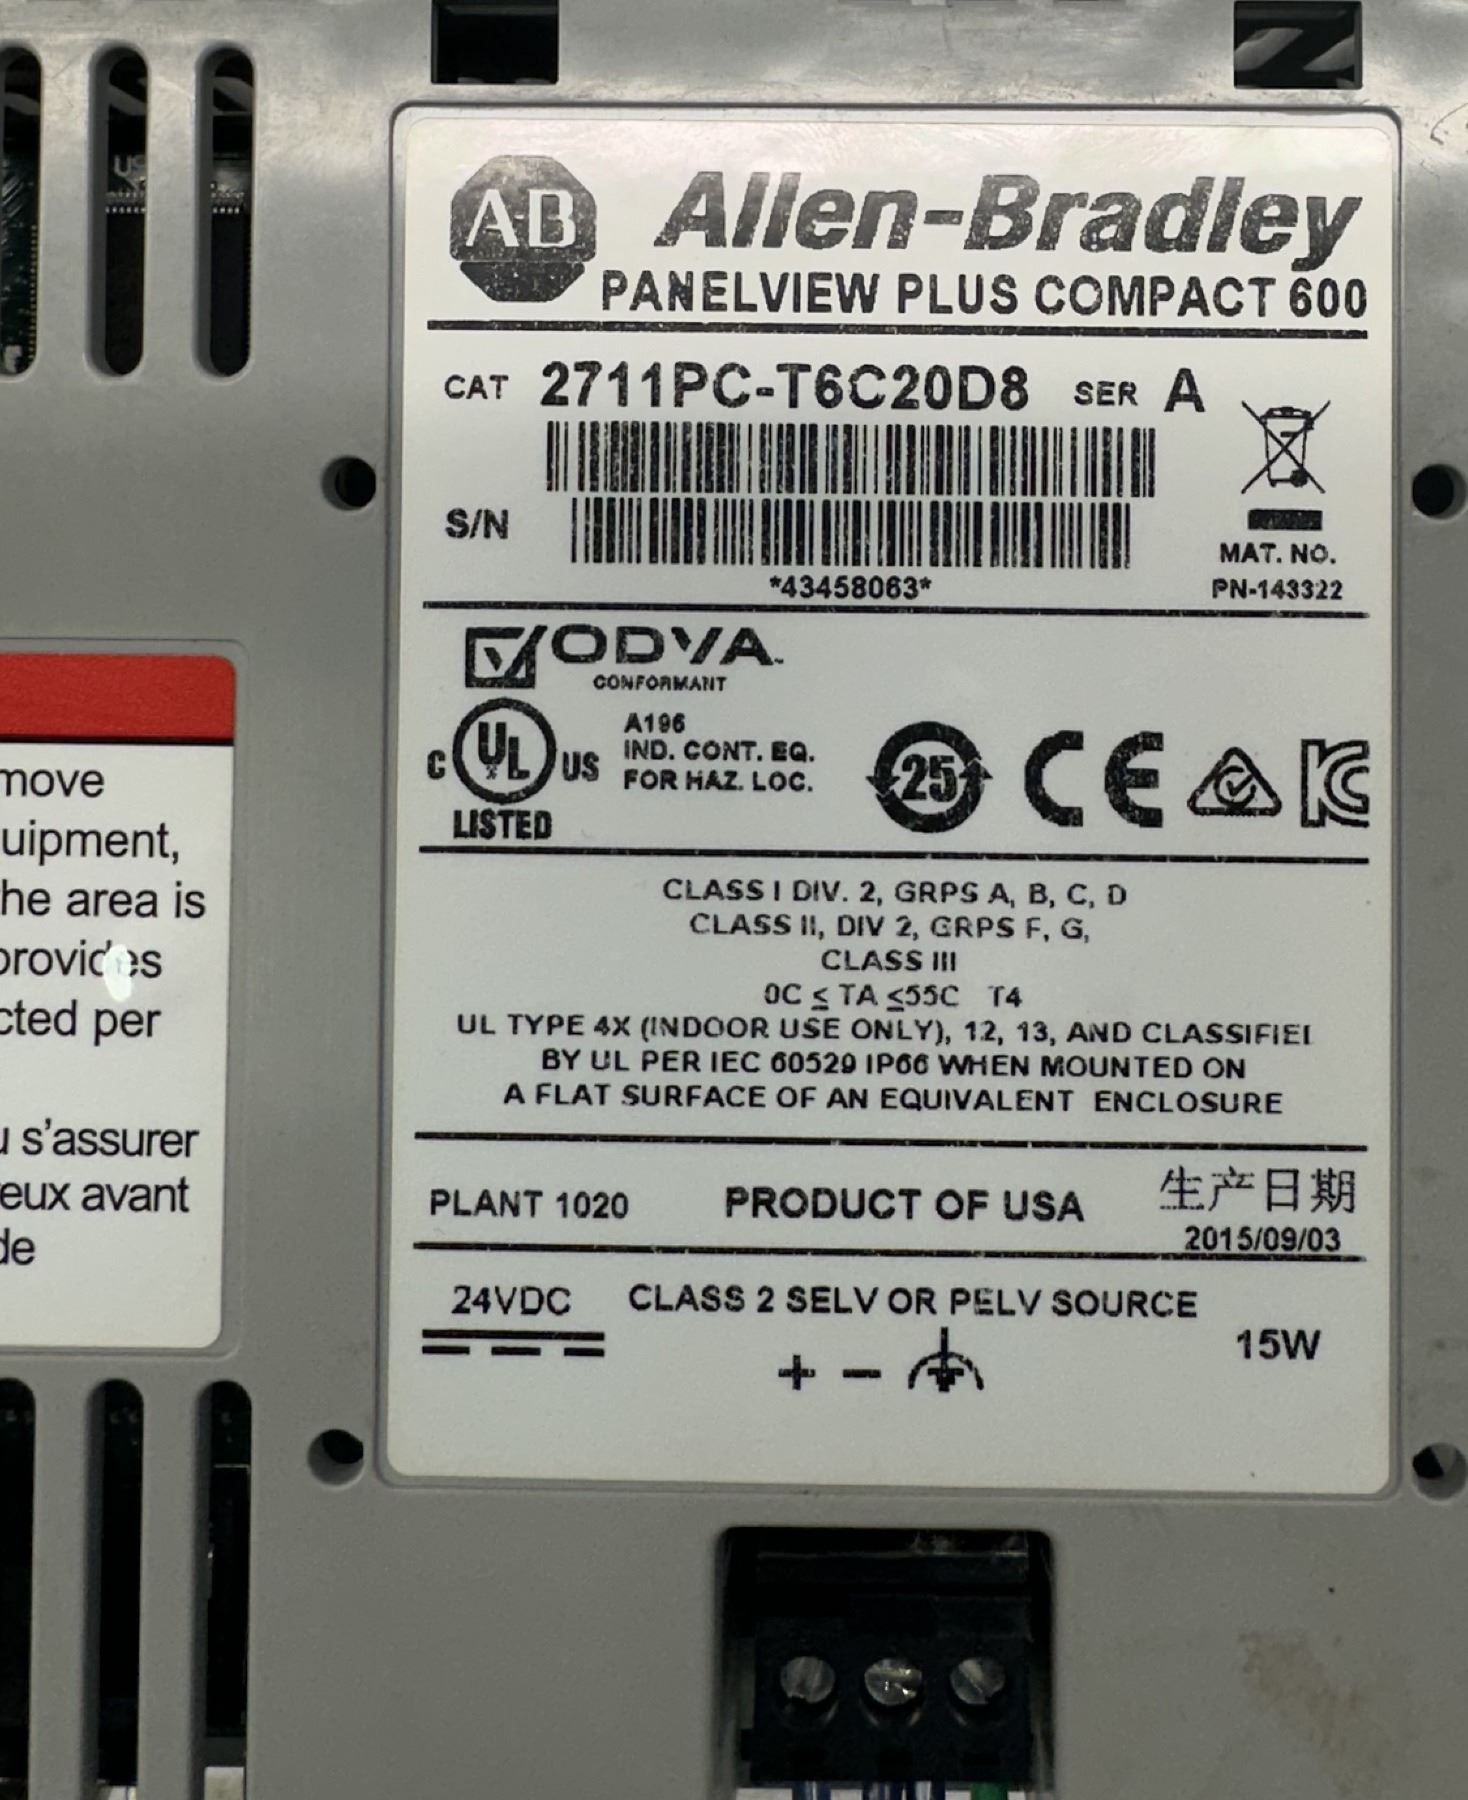 AB Allen-Bradley
PANELVIEW PLUS COMPACT 600
CAT 2711PC-T6C20D8 SER A
S/N
*43458063*
MAT. NO.
PN-143322
ODVA
CONFORMANT
C UL US
LISTED
A196
IND. CONT. EQ.
FOR HAZ. LOC.
25
CE
KC
CLASS I DIV. 2, GRPS A, B, C, D
CLASS II, DIV 2, GRPS F, G,
CLASS III
0C ≤ TA ≤55C T4
UL TYPE 4X (INDOOR USE ONLY), 12, 13, AND CLASSIFIE
BY UL PER IEC 60529 IP66 WHEN MOUNTED ON
A FLAT SURFACE OF AN EQUIVALENT ENCLOSURE
PLANT 1020
PRODUCT OF USA
生产日期
2015/09/03
24VDC
CLASS 2 SELV OR PELV SOURCE
+ −
15W
move
uipment,
he area is
provides
cted per
u s'assurer
eux avant
de